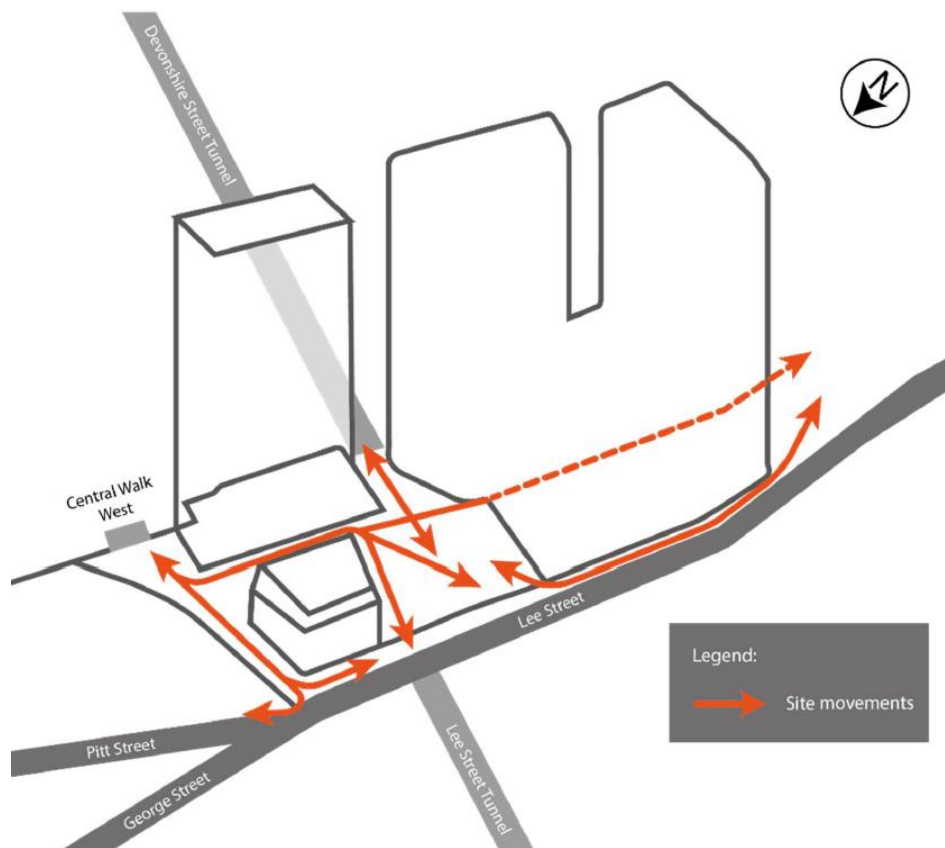 Devonshire Street Tunnel
N
Central Walk
West
Lee Street
Legend:
Site movements
Pitt Street
George Street
Lee Street Tunnel